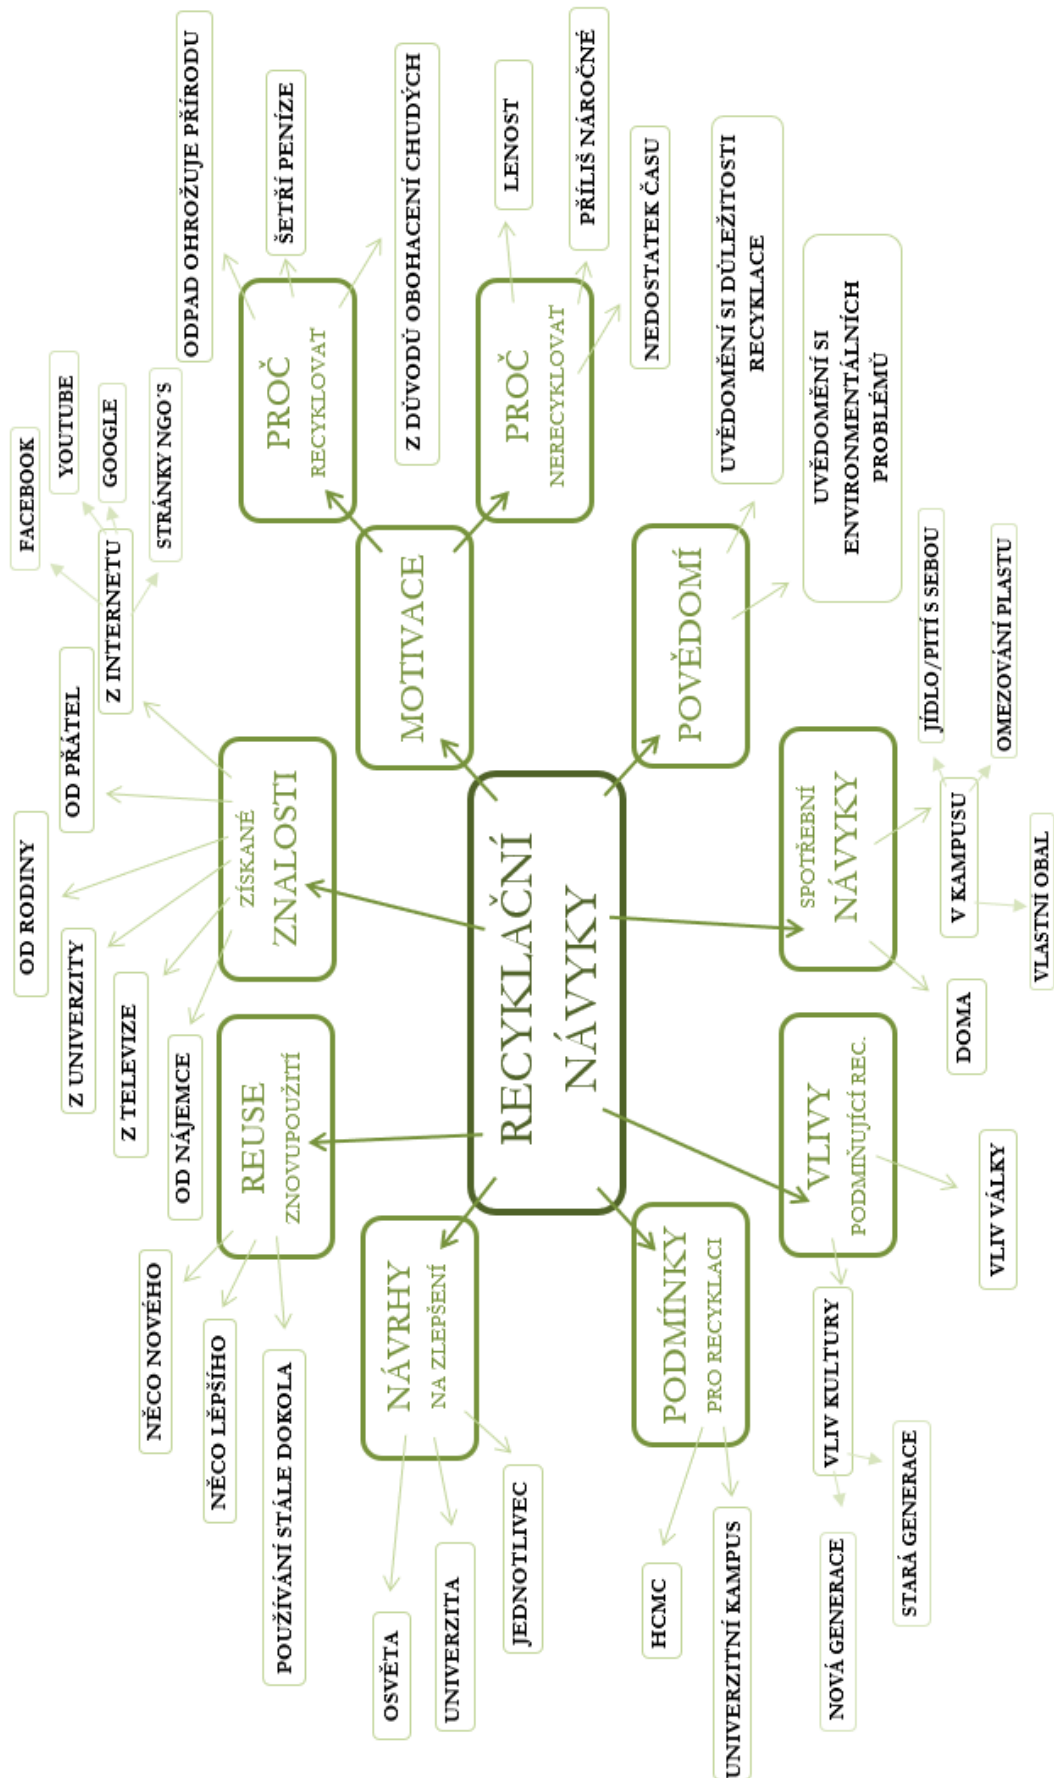 RECYKLAČNÍ
NÁVYKY
NÁVRHY
NA ZLEPŠENÍ
OSVĚTA
UNIVERZITA
JEDNOTLIVEC
REUSE
ZNOVUPOUŽITÍ
NĚCO NOVÉHO
NĚCO LĚPŠÍHO
POUŽÍVÁNÍ STÁLE DOKOLA
ZÍSKANÉ
ZNALOSTI
OD NÁJEMCE
Z TELEVIZE
Z UNIVERZITY
OD RODINY
OD PŘÁTEL
Z INTERNETU
FACEBOOK
YOUTUBE
GOOGLE
STRÁNKY NGO´S
MOTIVACE
PROČ
RECYKLOVAT
ODPAD OHROŽUJE PŘÍRODU
ŠETŘÍ PENÍZE
Z DŮVODŮ OBOHACENÍ CHUDÝCH
PROČ
NERECYKLOVAT
LENOST
PŘÍLIŠ NÁROČNÉ
NEDOSTATEK ČASU
POVĚDOMÍ
UVĚDOMĚNÍ SI DŮLEŽITOSTI
RECYKLACE
UVĚDOMĚNÍ SI
ENVIRONMENTÁLNÍCH
PROBLÉMŮ
SPOTŘEBNÍ
NÁVYKY
V KAMPUSU
JÍDLO/PITÍ S SEBOU
OMEZOVÁNÍ PLASTU
VLASTNÍ OBAL
DOMA
VLIVY
PODMIŇUJÍCÍ REC.
VLIV VÁLKY
VLIV KULTURY
NOVÁ GENERACE
STARÁ GENERACE
PODMÍNKY
PRO RECYKLACI
HCMC
UNIVERZITNÍ KAMPUS